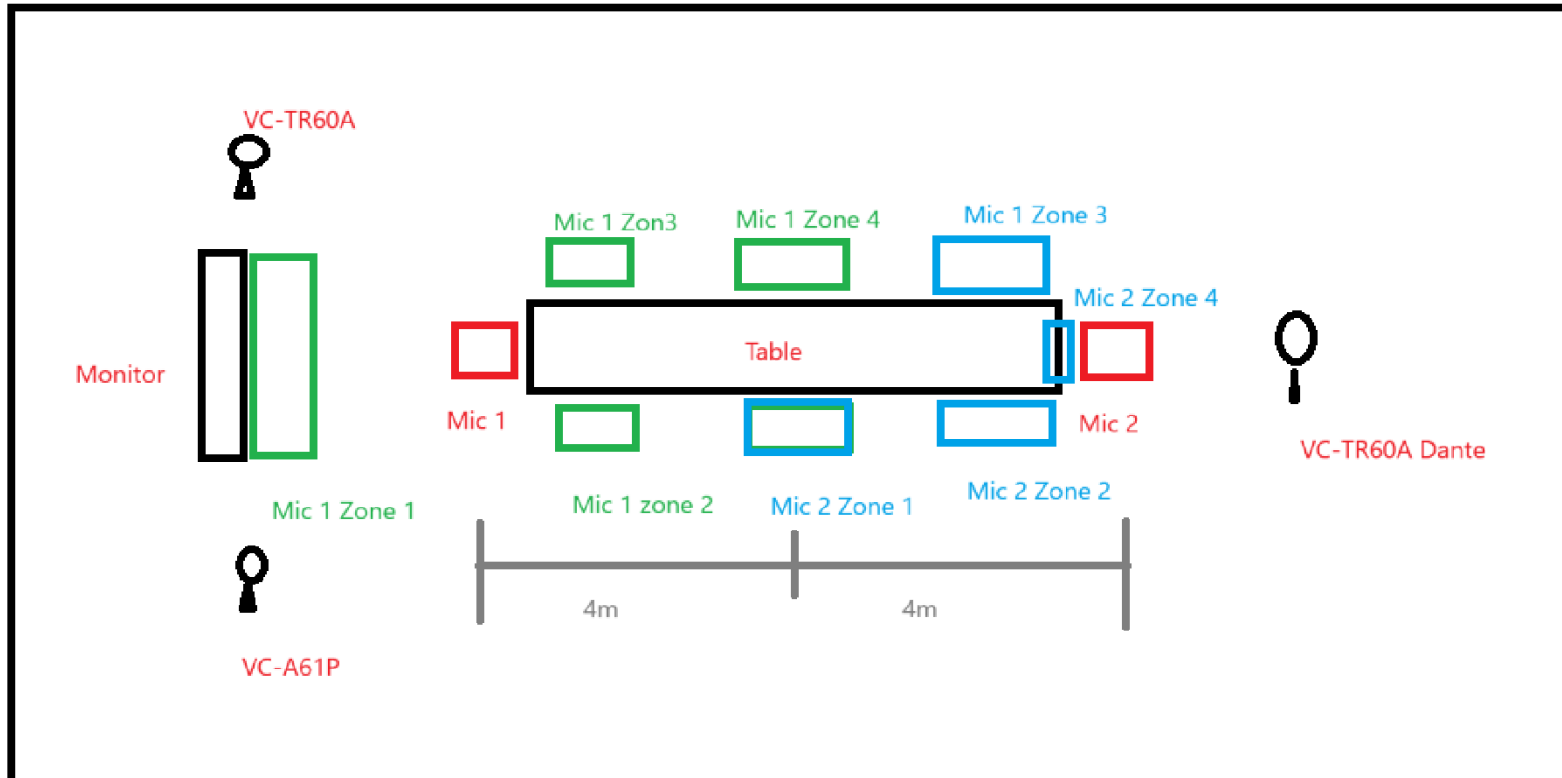 VC-TR60A
Mic 1 Zon3
Mic 1 Zone 4
Mic 1 Zone 3
Mic 2 Zone 4
Table
Monitor
Mic 1
Mic 2
VC-TR60A Dante
Mic 1 Zone 1
Mic 1 zone 2
Mic 2 Zone 1
Mic 2 Zone 2
4m
4m
VC-A61P